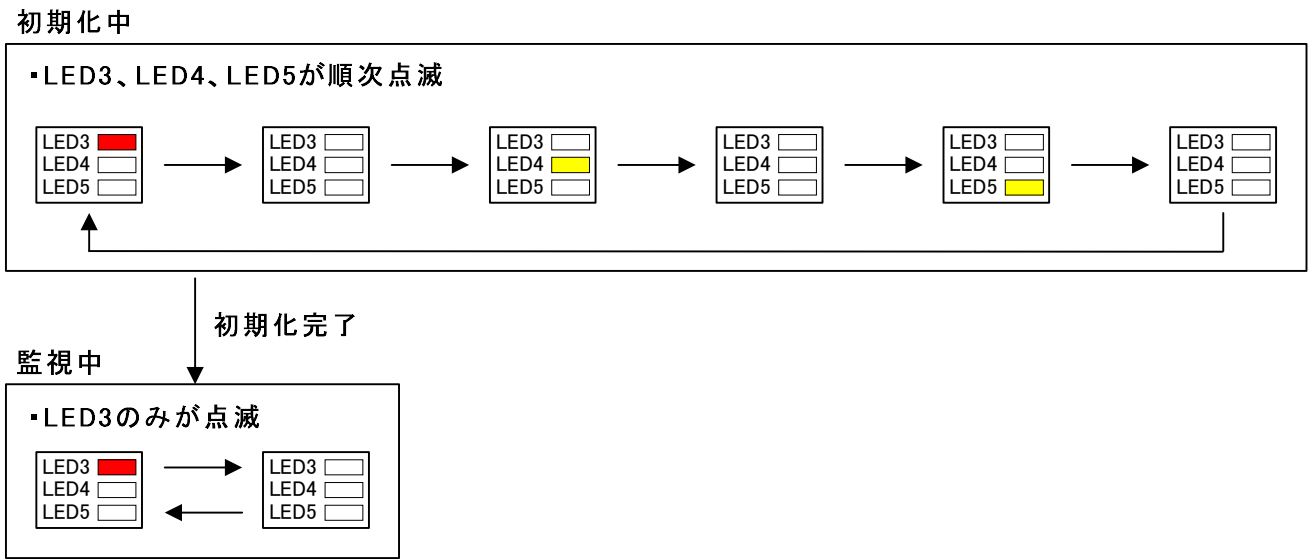 初期化中
・LED3、LED4、LED5が順次点滅
LED3 LED3 LED3 LED3 LED3 LED3
LED4 LED4 LED4 LED4 LED4 LED4
LED5 LED5 LED5 LED5 LED5 LED5
初期化完了
監視中
・LED3のみが点滅
LED3 LED3
LED4 LED4
LED5 LED5